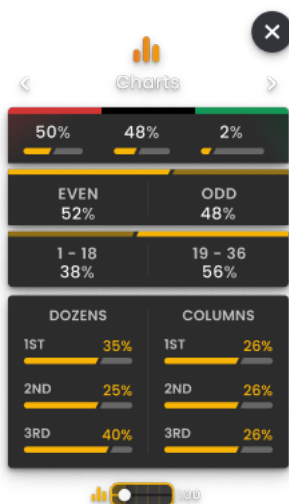 Charts
50% 48% 2%
EVEN ODD
52% 48%
1 - 18 19 - 36
38% 56%
DOZENS COLUMNS
1ST 35% 1ST 26%
2ND 25% 2ND 26%
3RD 40% 3RD 26%
x30